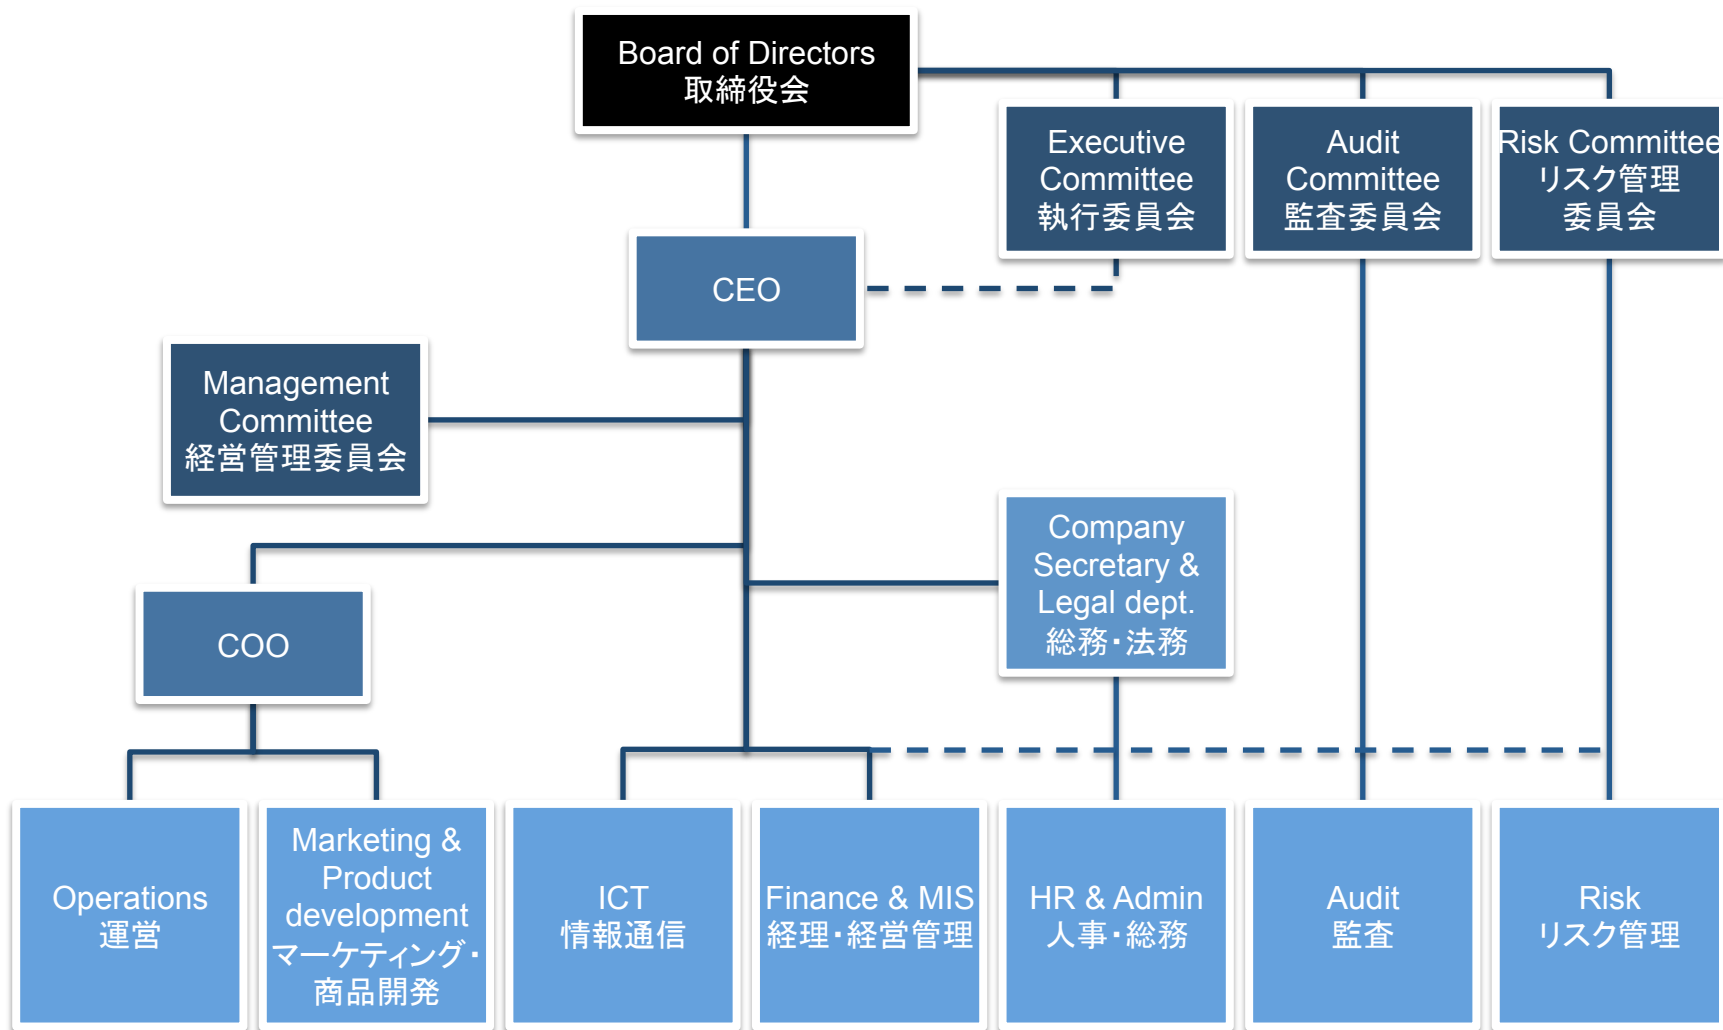 Board of Directors
取締役会
Executive
Committee
執行委員会
Audit
Committee
監査委員会
Risk Committee
リスク管理
委員会
CEO
Management
Committee
経営管理委員会
Company
Secretary &
Legal dept.
総務・法務
COO
Operations
運営
Marketing &
Product
development
マーケティング・
商品開発
ICT
情報通信
Finance & MIS
経理・経営管理
HR & Admin
人事・総務
Audit
監査
Risk
リスク管理